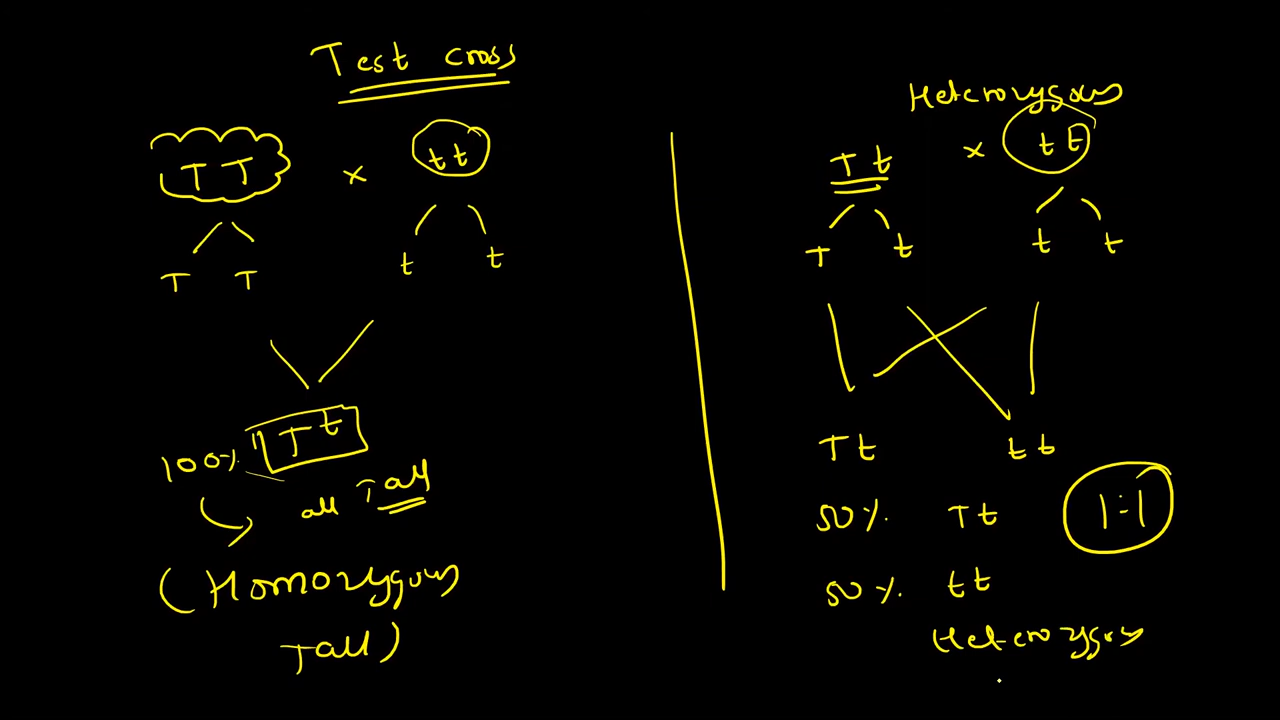 Test cross
TT × tt
T T t t
Tt
100%
all Tall
(Homozygous
Tall)
Heterozygous
Tt × tt
T t t t
Tt tt
50% Tt 1:1
50% tt
Heterozygous